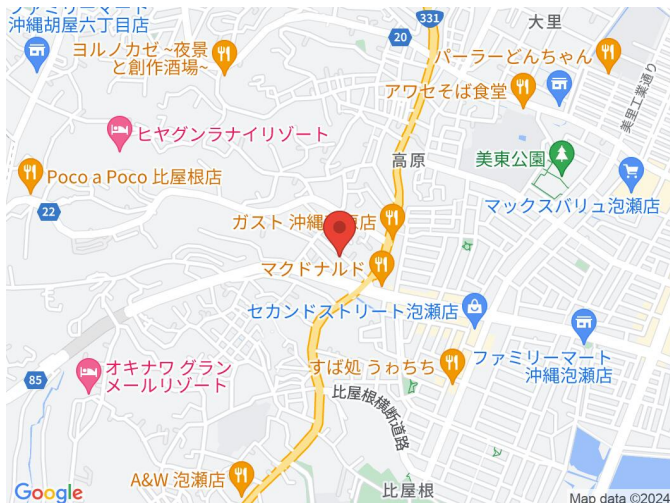 ファミリーマート
沖縄胡屋六丁目店
331
大里
20
ヨルノカゼ ~夜景
と創作酒場~
パーラーどんちゃん
アワセそば食堂
美里工業通り
ヒヤグンラナイリゾート
高原
美東公園
Poco a Poco 比屋根店
マックスバリュ泡瀬店
22
ガスト 沖縄
店
マクドナルド
セカンドストリート泡瀬店
すば処 うゎちち
ファミリーマート
沖縄泡瀬店
オキナワ グラン
メールリゾート
85
比屋根横断道路
A&W 泡瀬店
比屋根
Google
Map data ©2024